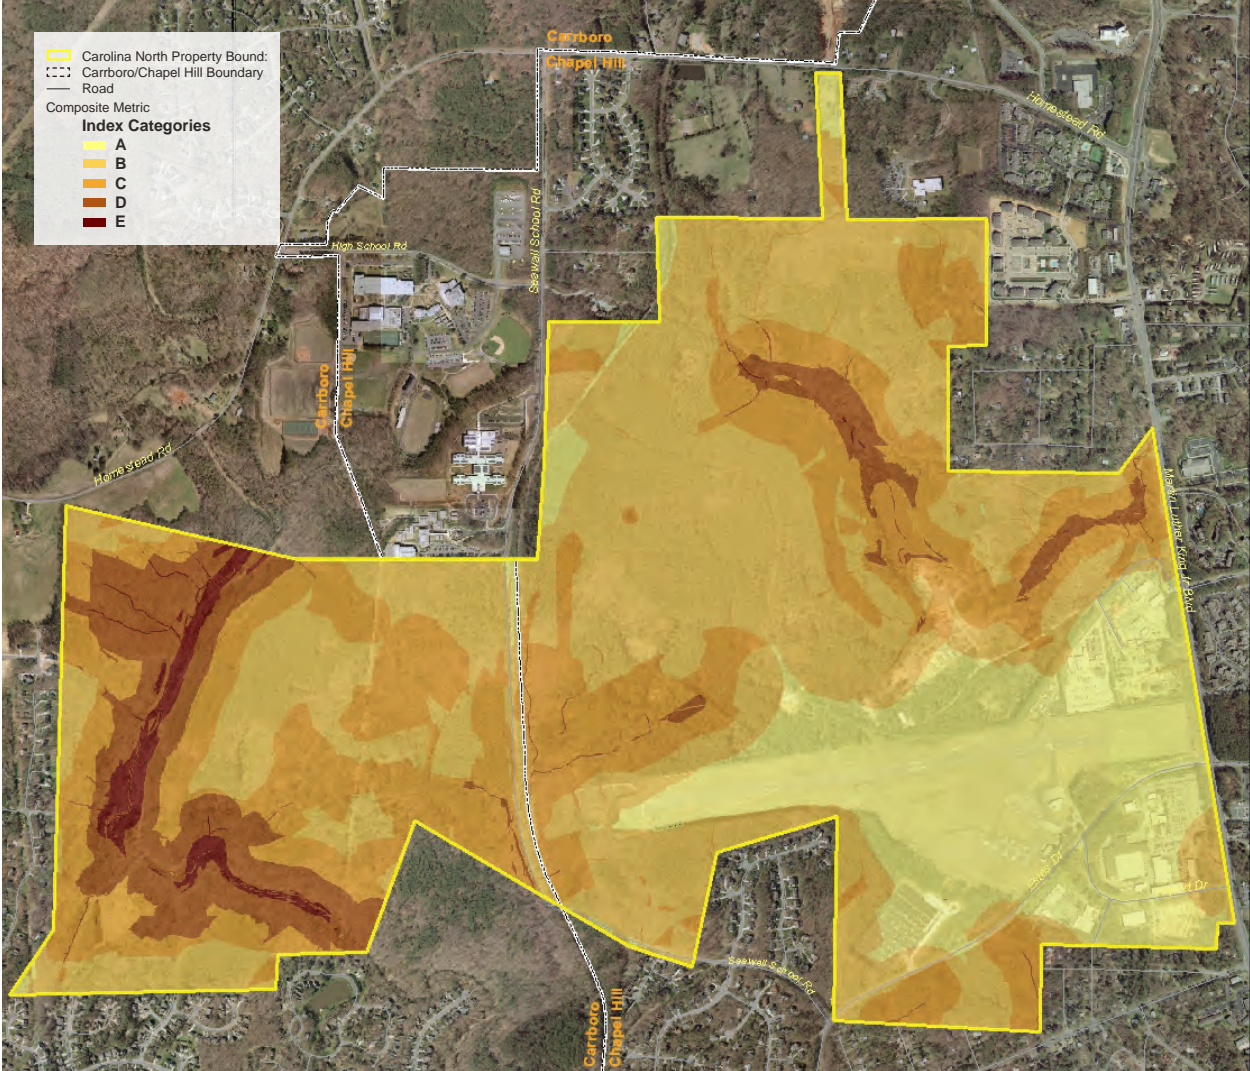 Carolina North Property Bound:
Carrboro/Chapel Hill Boundary
Road
Composite Metric
Index Categories
A
B
C
D
E
Carrboro
Chapel Hill
Homestead Rd
Seawell School Rd
High School Rd
Carrboro
Chapel Hill
Homestead Rd
Martin Luther King Jr Blvd
Seawell School Rd
Carrboro
Chapel Hill